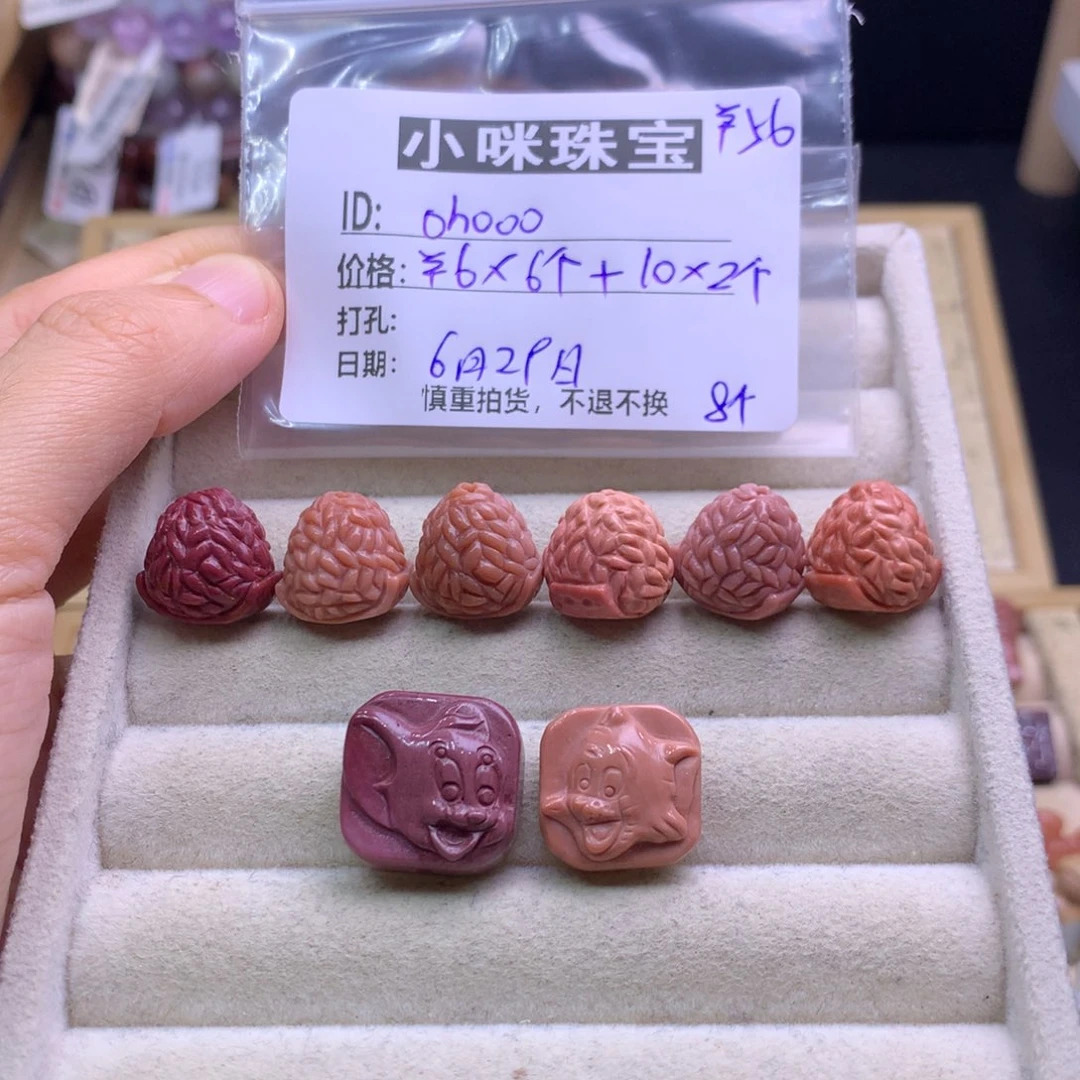 小咪珠宝 ¥56
ID: 0h000
价格: ¥6×6个+10×2个
打孔:
日期: 6月29日
慎重拍货，不退不换 8个